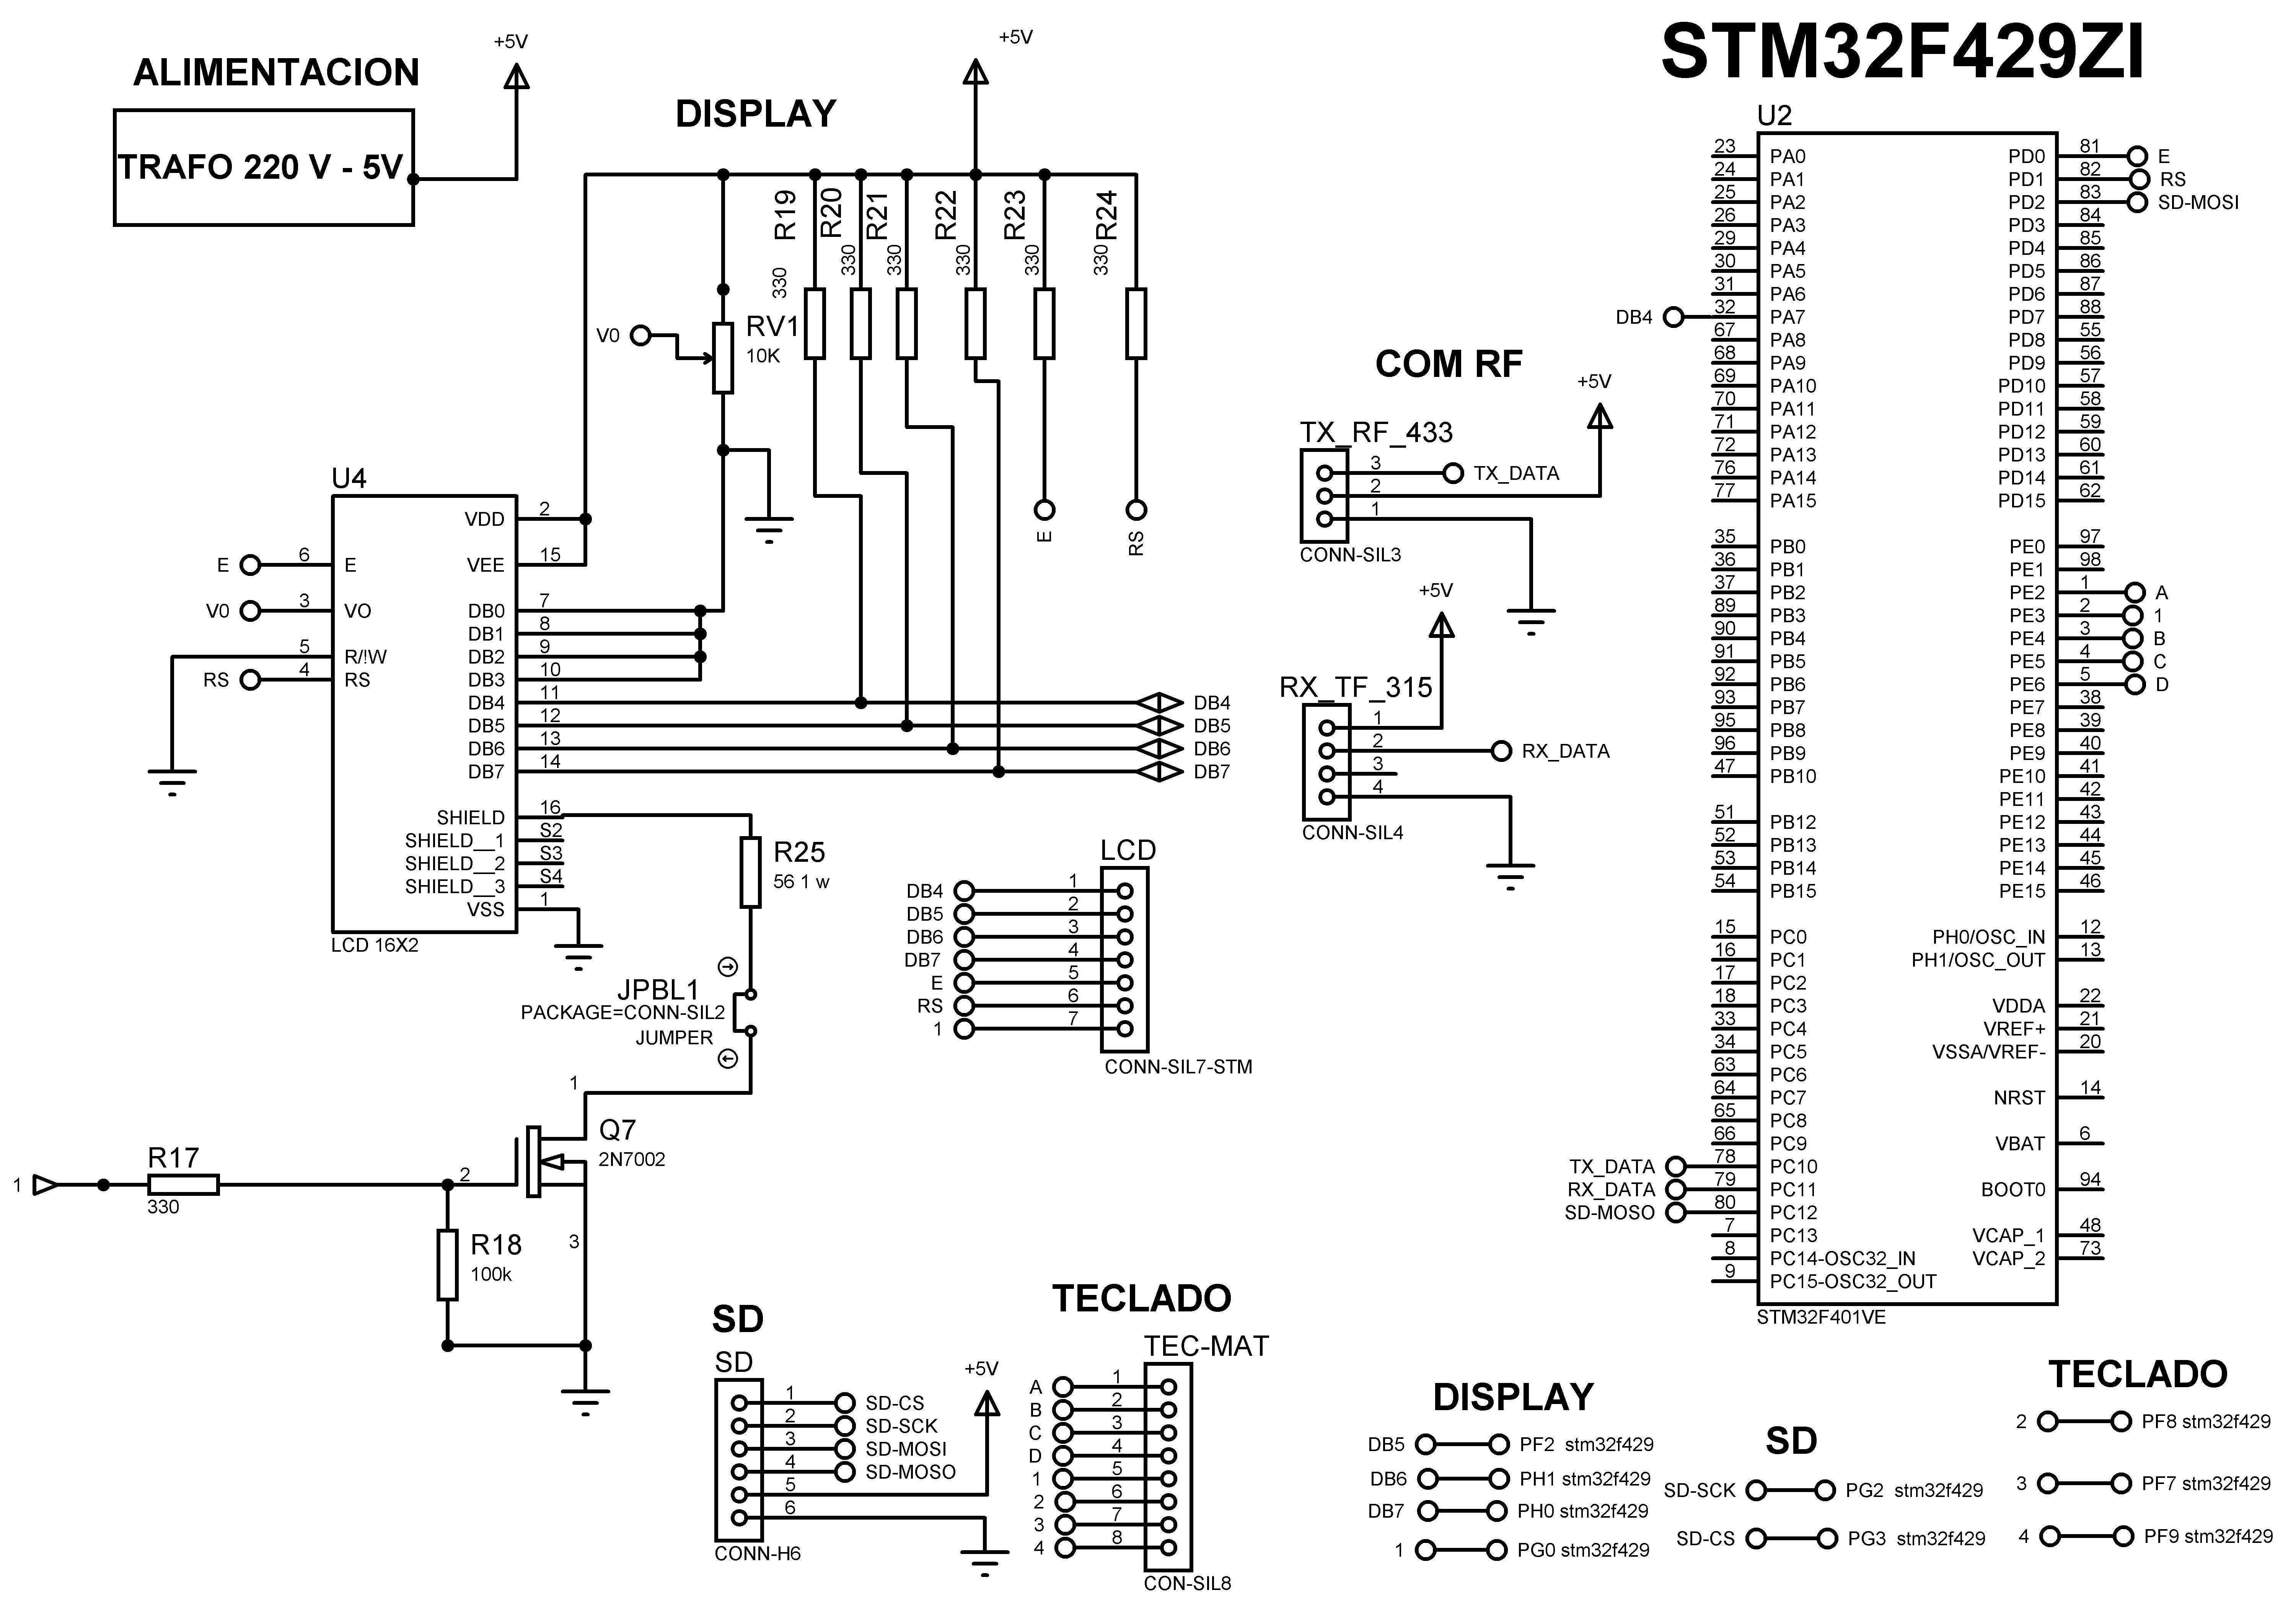 ALIMENTACION
TRAFO 220 V - 5V
+5V
DISPLAY
+5V
R19
330
R20
330
R21
330
R22
330
R23
330
R24
330
V0
RV1
10K
E
RS
U4
E 6 E
V0 3 VO
5 R/!W
RS 4 RS
VDD 2
VEE 15
DB0 7
DB1 8
DB2 9
DB3 10
DB4 11 DB4
DB5 12 DB5
DB6 13 DB6
DB7 14 DB7
SHIELD 16
SHIELD__1 S2
SHIELD__2 S3
SHIELD__3 S4
VSS 1
LCD 16X2
R25
56 1 w
JPBL1
PACKAGE=CONN-SIL2
JUMPER
1
Q7
2N7002
2
3
1
R17
330
R18
100k
LCD
DB4 1
DB5 2
DB6 3
DB7 4
E 5
RS 6
1 7
CONN-SIL7-STM
COM RF
+5V
TX_RF_433
3 TX_DATA
2
1
CONN-SIL3
+5V
RX_TF_315
1
2 RX_DATA
3
4
CONN-SIL4
SD
SD
1 SD-CS
2 SD-SCK
3 SD-MOSI
4 SD-MOSO
5
6
+5V
CONN-H6
TECLADO
TEC-MAT
A 1
B 2
C 3
D 4
1 5
2 6
3 7
4 8
CON-SIL8
STM32F429ZI
U2
23 PA0
24 PA1
25 PA2
26 PA3
29 PA4
30 PA5
31 PA6
DB4 32 PA7
67 PA8
68 PA9
69 PA10
70 PA11
71 PA12
72 PA13
76 PA14
77 PA15
35 PB0
36 PB1
37 PB2
89 PB3
90 PB4
91 PB5
92 PB6
93 PB7
95 PB8
96 PB9
47 PB10
51 PB12
52 PB13
53 PB14
54 PB15
15 PC0
16 PC1
17 PC2
18 PC3
33 PC4
34 PC5
63 PC6
64 PC7
65 PC8
66 PC9
TX_DATA 78 PC10
RX_DATA 79 PC11
SD-MOSO 80 PC12
7 PC13
8 PC14-OSC32_IN
9 PC15-OSC32_OUT
PD0 81 E
PD1 82 RS
PD2 83 SD-MOSI
PD3 84
PD4 85
PD5 86
PD6 87
PD7 88
PD8 55
PD9 56
PD10 57
PD11 58
PD12 59
PD13 60
PD14 61
PD15 62
PE0 97
PE1 98
PE2 1 A
PE3 2 1
PE4 3 B
PE5 4 C
PE6 5 D
PE7 38
PE8 39
PE9 40
PE10 41
PE11 42
PE12 43
PE13 44
PE14 45
PE15 46
PH0/OSC_IN 12
PH1/OSC_OUT 13
VDDA 22
VREF+ 21
VSSA/VREF- 20
NRST 14
VBAT 6
BOOT0 94
VCAP_1 48
VCAP_2 73
STM32F401VE
DISPLAY
DB5 PF2 stm32f429
DB6 PH1 stm32f429
DB7 PH0 stm32f429
1 PG0 stm32f429
SD
SD-SCK PG2 stm32f429
SD-CS PG3 stm32f429
TECLADO
2 PF8 stm32f429
3 PF7 stm32f429
4 PF9 stm32f429